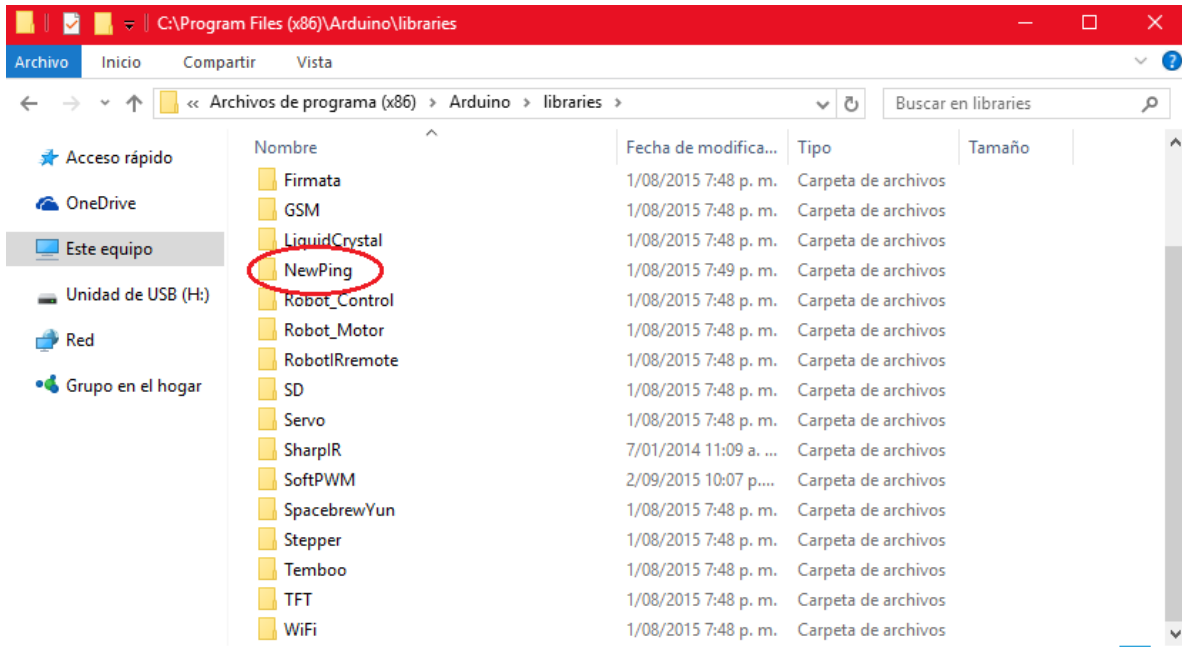 C:\Program Files (x86)\Arduino\libraries
Archivo Inicio Compartir Vista
« Archivos de programa (x86) > Arduino > libraries > Buscar en libraries
Acceso rápido
OneDrive
Este equipo
Unidad de USB (H:)
Red
Grupo en el hogar
Nombre Fecha de modifica... Tipo Tamaño
Firmata 1/08/2015 7:48 p. m. Carpeta de archivos
GSM 1/08/2015 7:48 p. m. Carpeta de archivos
LiquidCrystal 1/08/2015 7:48 p. m. Carpeta de archivos
NewPing 1/08/2015 7:49 p. m. Carpeta de archivos
Robot_Control 1/08/2015 7:48 p. m. Carpeta de archivos
Robot_Motor 1/08/2015 7:48 p. m. Carpeta de archivos
RobotIRremote 1/08/2015 7:48 p. m. Carpeta de archivos
SD 1/08/2015 7:48 p. m. Carpeta de archivos
Servo 1/08/2015 7:48 p. m. Carpeta de archivos
SharpIR 7/01/2014 11:09 a. ... Carpeta de archivos
SoftPWM 2/09/2015 10:07 p.... Carpeta de archivos
SpacebrewYun 1/08/2015 7:48 p. m. Carpeta de archivos
Stepper 1/08/2015 7:48 p. m. Carpeta de archivos
Temboo 1/08/2015 7:48 p. m. Carpeta de archivos
TFT 1/08/2015 7:48 p. m. Carpeta de archivos
WiFi 1/08/2015 7:48 p. m. Carpeta de archivos